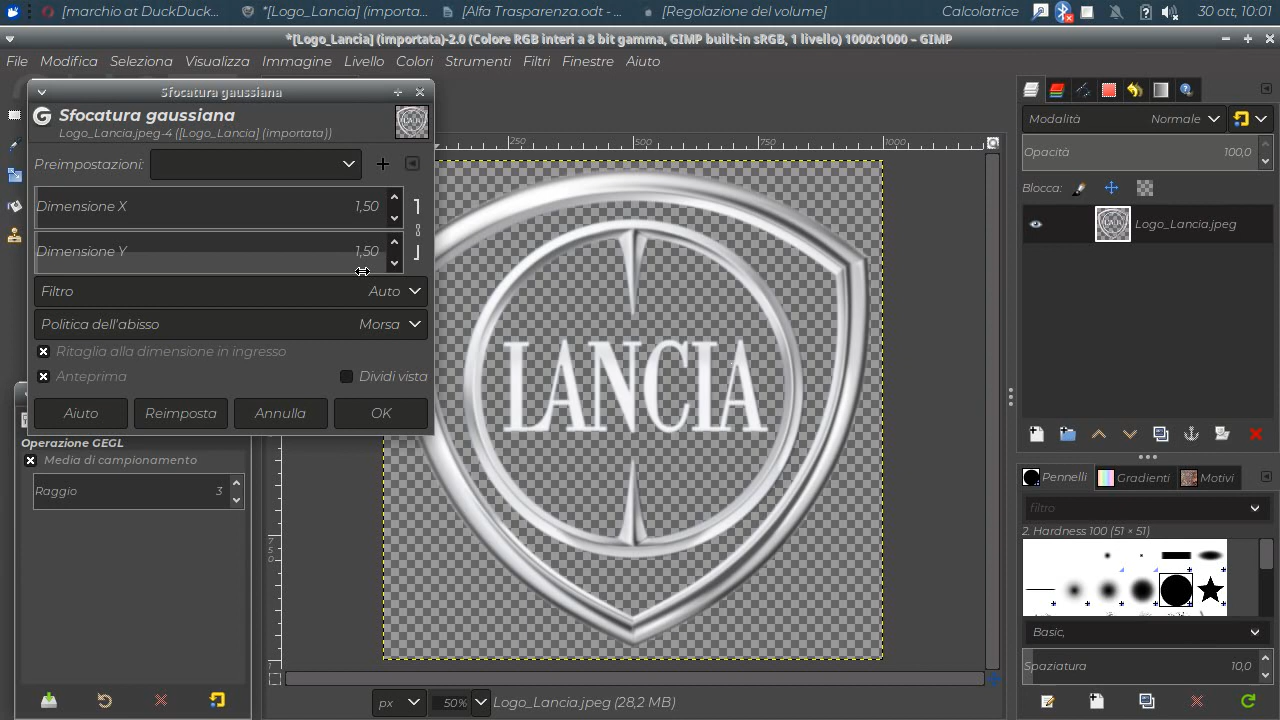 [marchio at DuckDuck...
*[Logo_Lancia] (importa...
[Alfa Trasparenza.odt - ...
[Regolazione del volume]
Calcolatrice
30 ott, 10:01
*[Logo_Lancia] (importata)-2.0 (Colore RGB interi a 8 bit gamma, GIMP built-in sRGB, 1 livello) 1000x1000 – GIMP
File Modifica Seleziona Visualizza Immagine Livello Colori Strumenti Filtri Finestre Aiuto
Sfocatura gaussiana
Sfocatura gaussiana
Logo_Lancia.jpeg-4 ([Logo_Lancia] (importata))
Preimpostazioni:
Dimensione X 1,50
Dimensione Y 1,50
Filtro Auto
Politica dell'abisso Morsa
Ritaglia alla dimensione in ingresso
Anteprima Dividi vista
Aiuto Reimposta Annulla OK
Operazione GEGL
Media di campionamento
Raggio 3
250 500 750 1000
750
LANCIA
px 50% Logo_Lancia.jpeg (28,2 MB)
Modalità Normale
Opacità 100,0
Blocca:
Logo_Lancia.jpeg
Pennelli Gradienti Motivi
filtro
2. Hardness 100 (51 × 51)
Basic,
Spaziatura 10,0